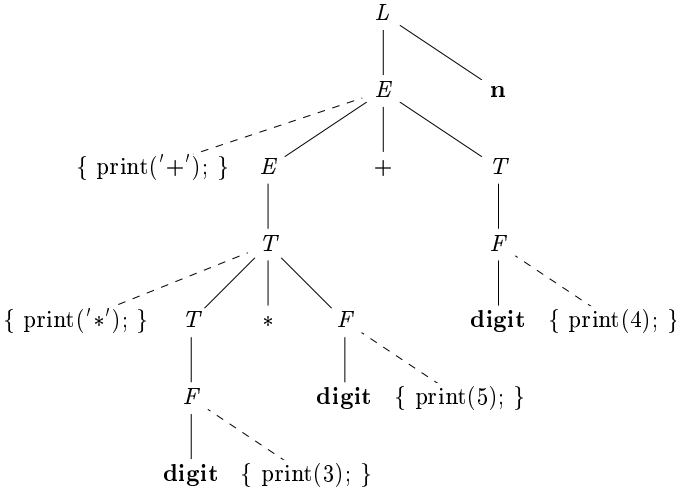 L
E n
{ print('+'); } E + T
T F
{ print('*'); } T * F digit { print(4); }
F digit { print(5); }
digit { print(3); }